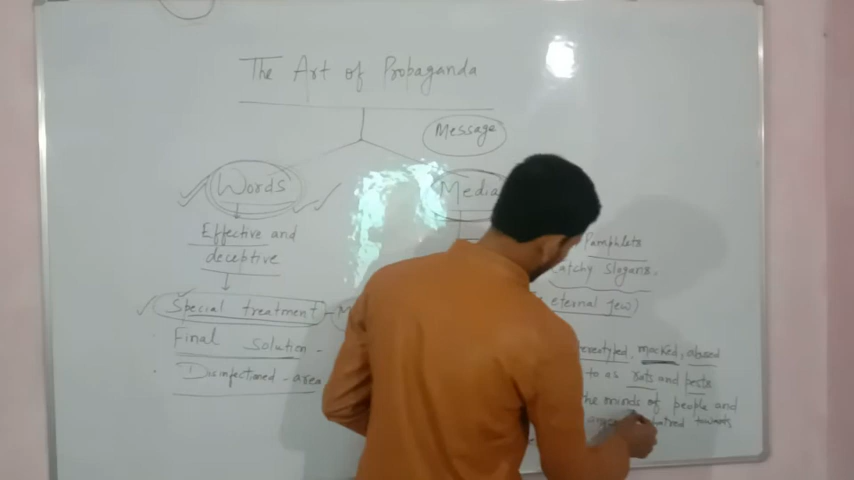 The Art of Propaganda
Message
Words
Media
Effective and
deceptive
Special treatment -
Final solution -
Disinfectioned - area
Pamphlets
catchy slogans.
eternal jew)
mocked, abused
to as rats and pests
the minds of people and
hatred towards